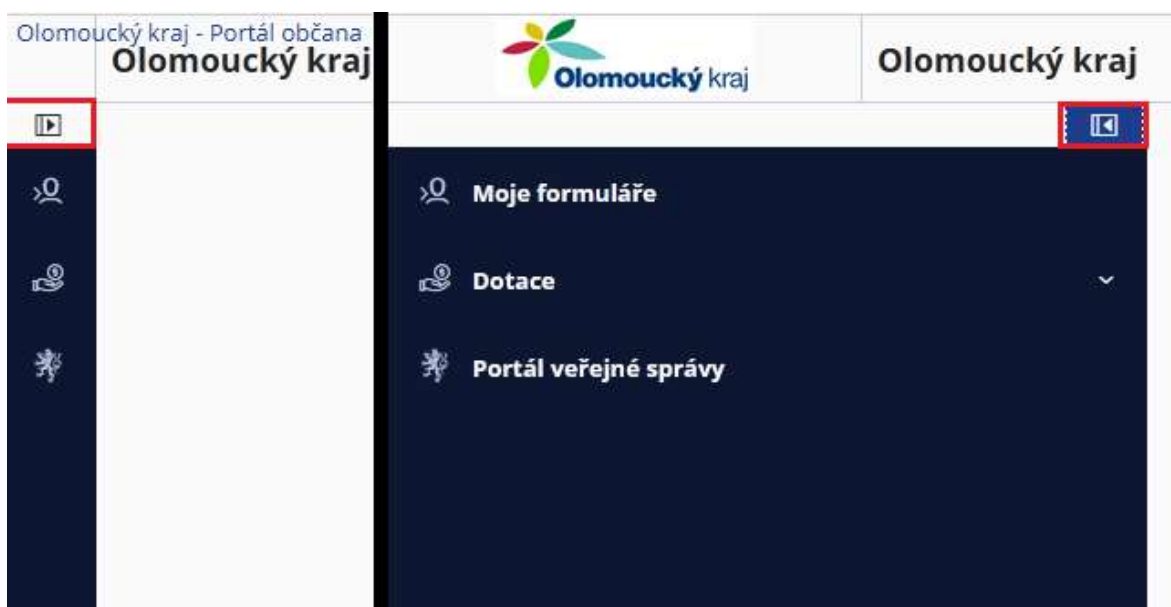 Olomoucký kraj - Portál občana
Olomoucký kraj
Olomoucký kraj
Olomoucký kraj
Moje formuláře
Dotace
Portál veřejné správy